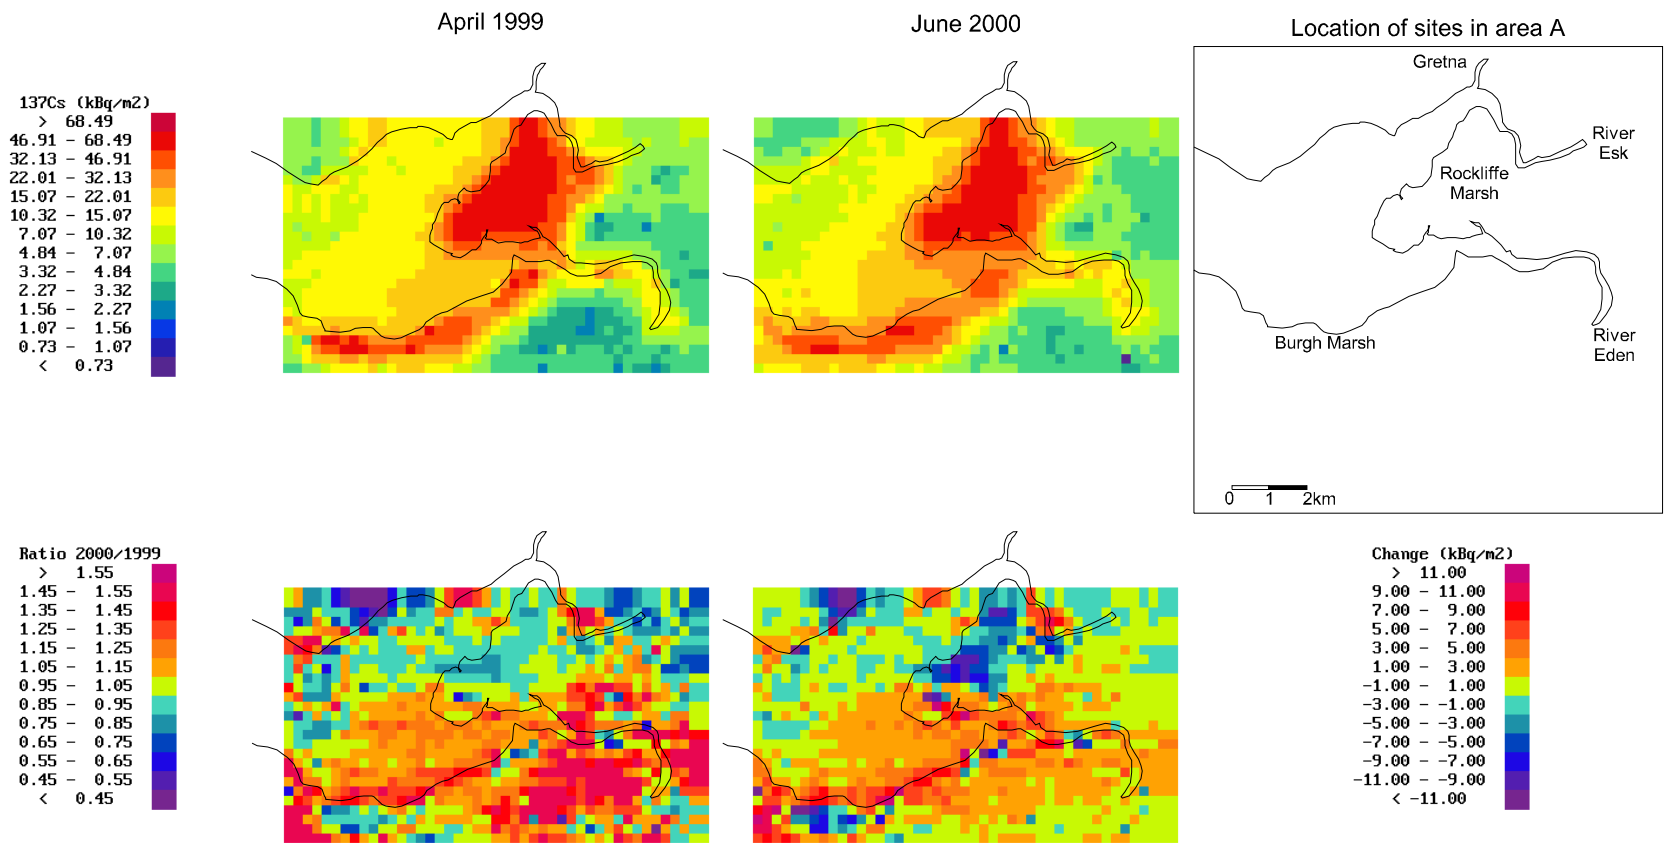 April 1999
June 2000
Location of sites in area A
137Cs (kBq/m2)
> 68.49
46.91 - 68.49
32.13 - 46.91
22.01 - 32.13
15.07 - 22.01
10.32 - 15.07
7.07 - 10.32
4.84 - 7.07
3.32 - 4.84
2.27 - 3.32
1.56 - 2.27
1.07 - 1.56
0.73 - 1.07
< 0.73
Gretna
River
Esk
Rockliffe
Marsh
Burgh Marsh
River
Eden
0 1 2km
Ratio 2000/1999
> 1.55
1.45 - 1.55
1.35 - 1.45
1.25 - 1.35
1.15 - 1.25
1.05 - 1.15
0.95 - 1.05
0.85 - 0.95
0.75 - 0.85
0.65 - 0.75
0.55 - 0.65
0.45 - 0.55
< 0.45
Change (kBq/m2)
> 11.00
9.00 - 11.00
7.00 - 9.00
5.00 - 7.00
3.00 - 5.00
1.00 - 3.00
-1.00 - 1.00
-3.00 - -1.00
-5.00 - -3.00
-7.00 - -5.00
-9.00 - -7.00
-11.00 - -9.00
< -11.00